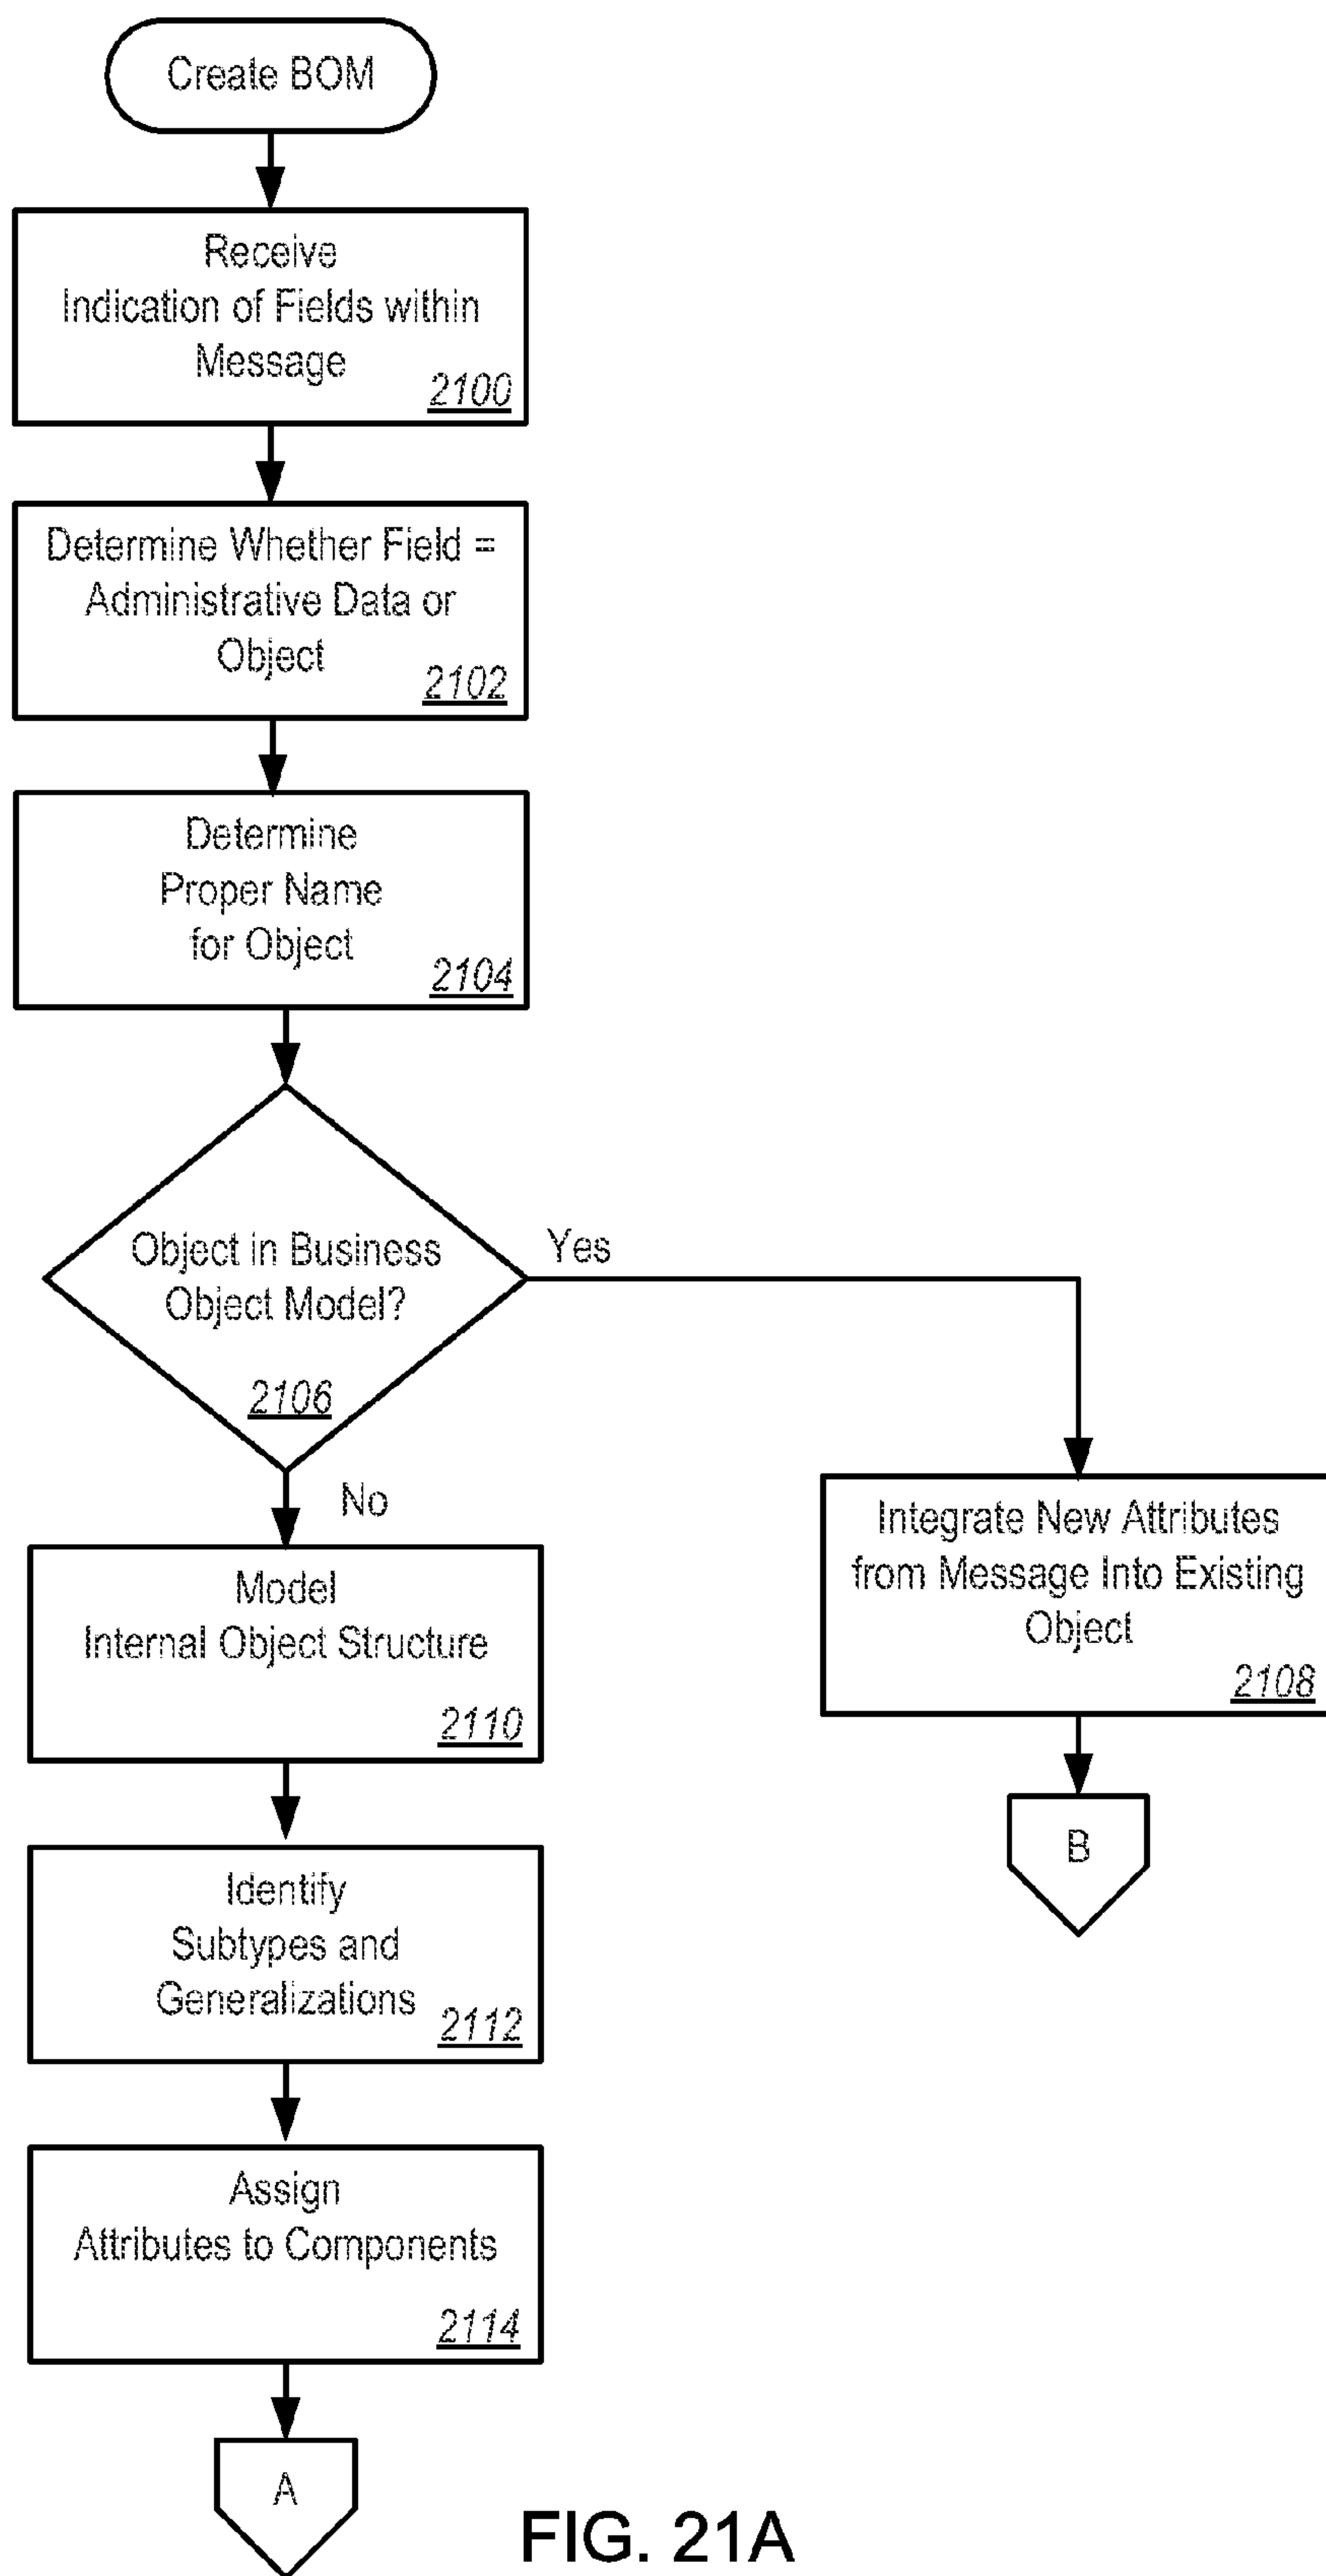 Create BOM
Receive
Indication of Fields within
Message
2100
Determine Whether Field =
Administrative Data or
Object
2102
Determine
Proper Name
for Object
2104
Object in Business
Object Model?
2106
Yes
No
Integrate New Attributes
from Message Into Existing
Object
2108
B
Model
Internal Object Structure
2110
Identify
Subtypes and
Generalizations
2112
Assign
Attributes to Components
2114
A
FIG. 21A